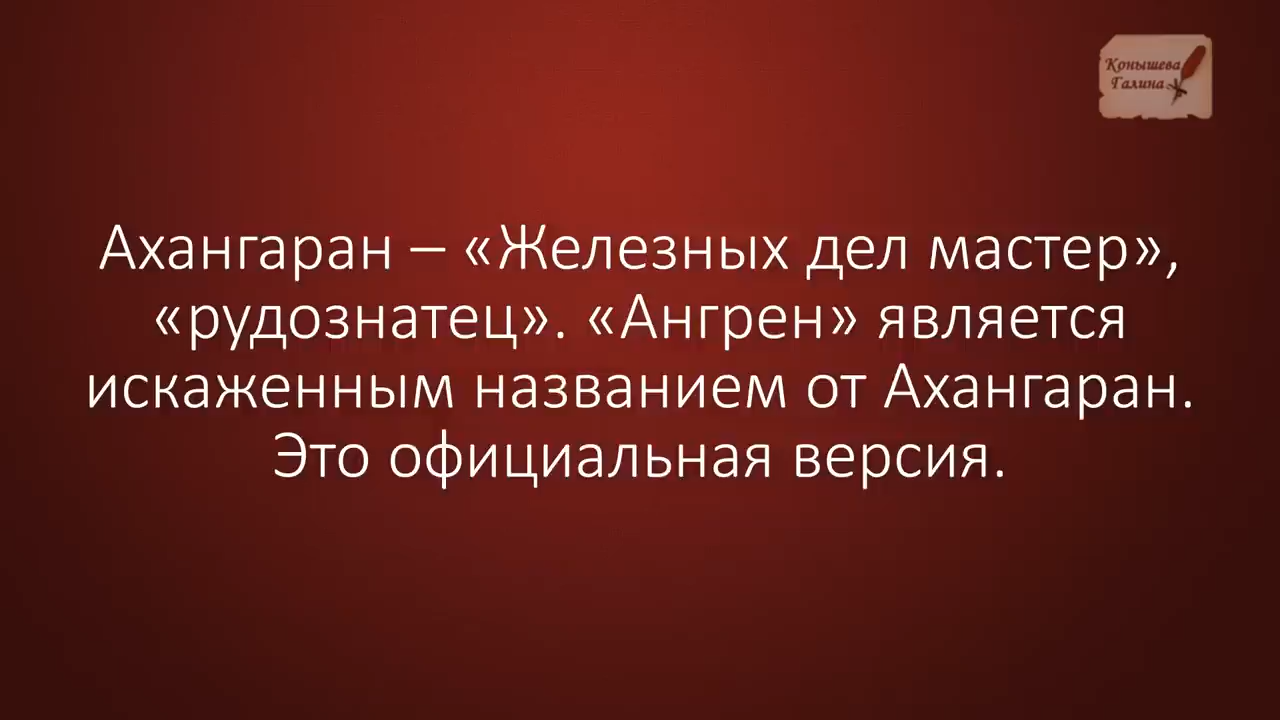 Конышева
Галина
Ахангаран – «Железных дел мастер»,
«рудознатец». «Ангрен» является
искаженным названием от Ахангаран.
Это официальная версия.